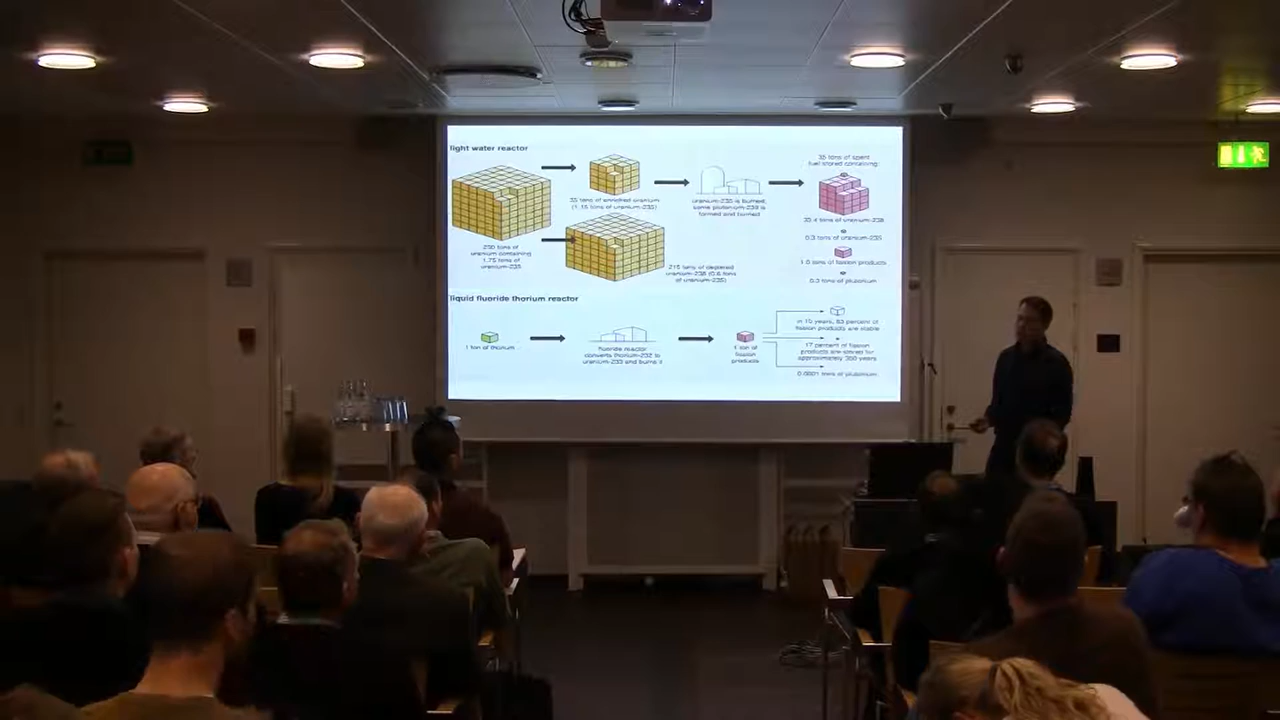 light water reactor
35 tons of enriched uranium
(1.15 tons of uranium-235)
250 tons of
uranium containing
1.75 tons of
uranium-235
215 tons of depleted
uranium-238 (0.6 tons
of uranium-235)
uranium-235 is burned,
some plutonium-239 is
formed and
35 tons of spent
fuel stored containing:
33.4 tons of uranium-238
0.3 tons of uranium-235
1.0 tons of fission products
0.3 tons of plutonium
liquid fluoride thorium reactor
1 ton of thorium
fluoride reactor
converts thorium-232 to
uranium-233 and burns it
1 ton of
fission
products
in 10 years, 83 percent of
fission products are stable
17 percent of fission
products are stored for
approximately 300 years
0.0001 tons of plutonium